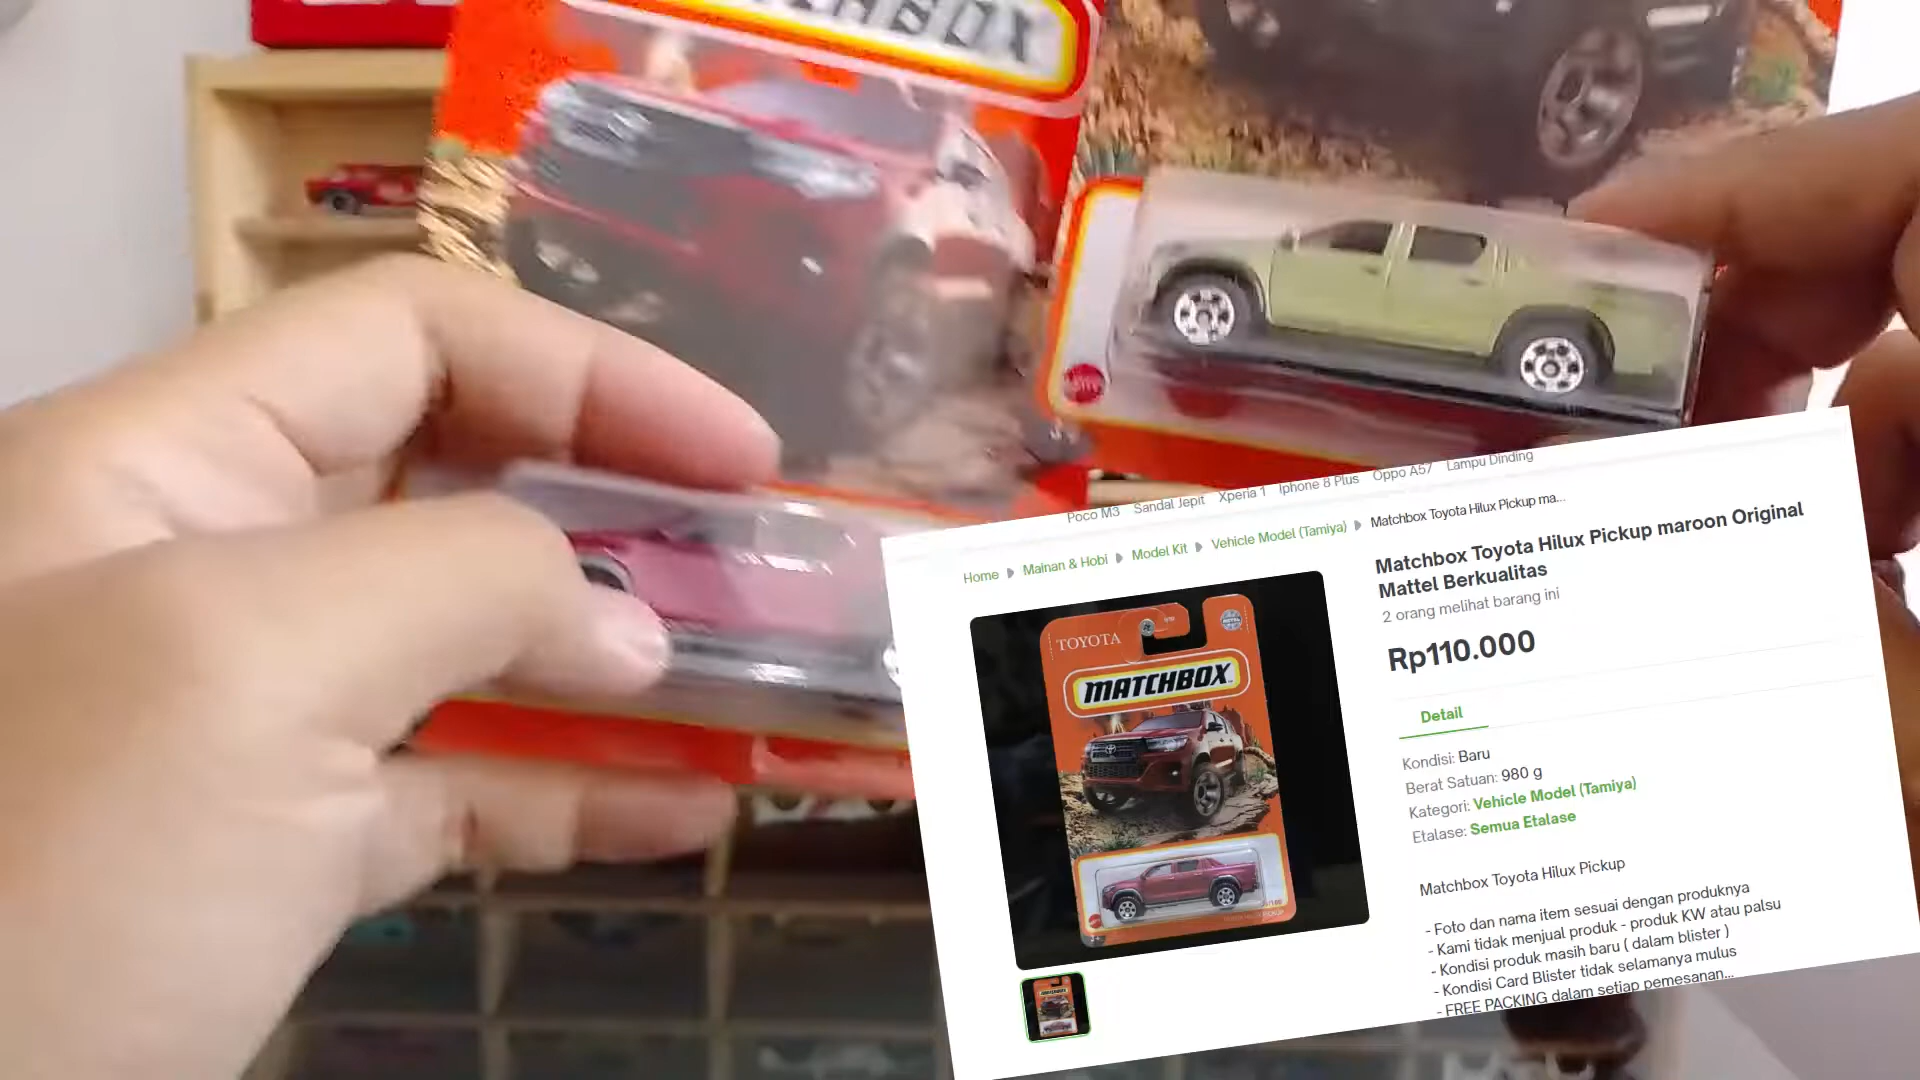 MATCHBOX
Poco M3 Sandal Jepit Xperia 1 Iphone 8 Plus Oppo A57 Lampu Dinding
Home Mainan & Hobi Model Kit Vehicle Model (Tamiya) Matchbox Toyota Hilux Pickup ma...
Matchbox Toyota Hilux Pickup maroon Original
Mattel Berkualitas
2 orang melihat barang ini
Rp110.000
Detail
Kondisi: Baru
Berat Satuan: 980 g
Kategori: Vehicle Model (Tamiya)
Etalase: Semua Etalase
Matchbox Toyota Hilux Pickup
- Foto dan nama item sesuai dengan produknya
- Kami tidak menjual produk - produk KW atau palsu
- Kondisi produk masih baru ( dalam blister )
- Kondisi Card Blister tidak selamanya mulus
- FREE PACKING dalam setiap pemesanan...
TOYOTA
MATCHBOX